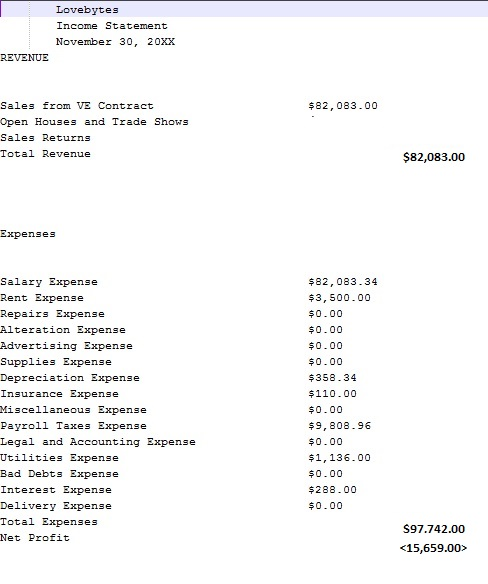 Lovebytes
Income Statement
November 30, 20XX
REVENUE
Sales from VE Contract $82,083.00
Open Houses and Trade Shows
Sales Returns
Total Revenue $82,083.00
Expenses
Salary Expense $82,083.34
Rent Expense $3,500.00
Repairs Expense $0.00
Alteration Expense $0.00
Advertising Expense $0.00
Supplies Expense $0.00
Depreciation Expense $358.34
Insurance Expense $110.00
Miscellaneous Expense $0.00
Payroll Taxes Expense $9,808.96
Legal and Accounting Expense $0.00
Utilities Expense $1,136.00
Bad Debts Expense $0.00
Interest Expense $288.00
Delivery Expense $0.00
Total Expenses $97.742.00
Net Profit <15,659.00>